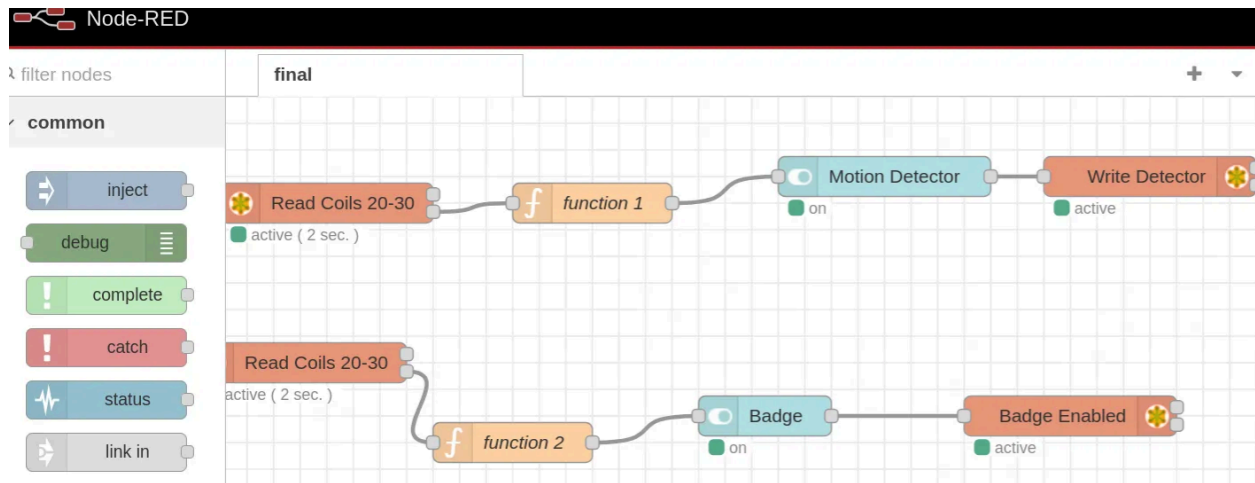 Node-RED
filter nodes
final
common
inject
debug
complete
catch
status
link in
Read Coils 20-30
active ( 2 sec. )
function 1
Motion Detector
on
Write Detector
active
Read Coils 20-30
active ( 2 sec. )
function 2
Badge
on
Badge Enabled
active